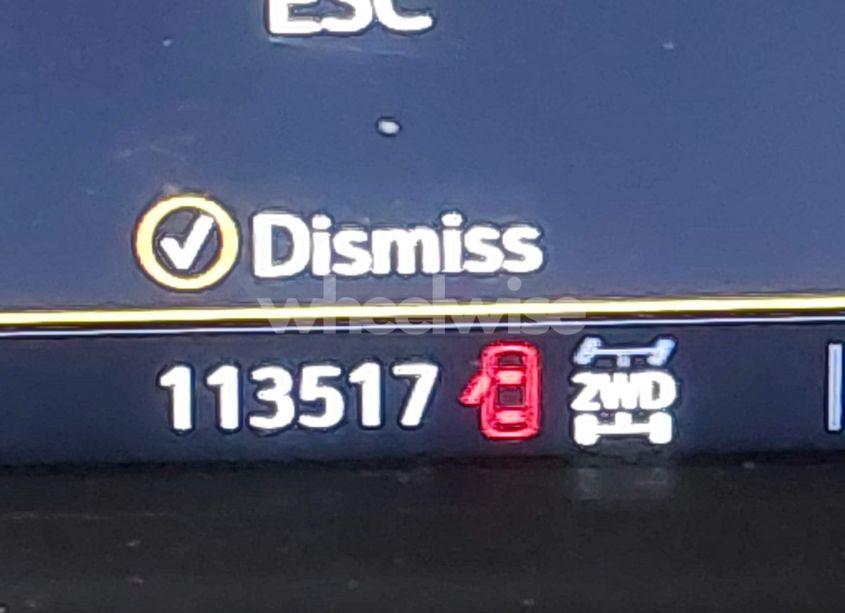 ESC
Dismiss
wheelwise
113517 2WD